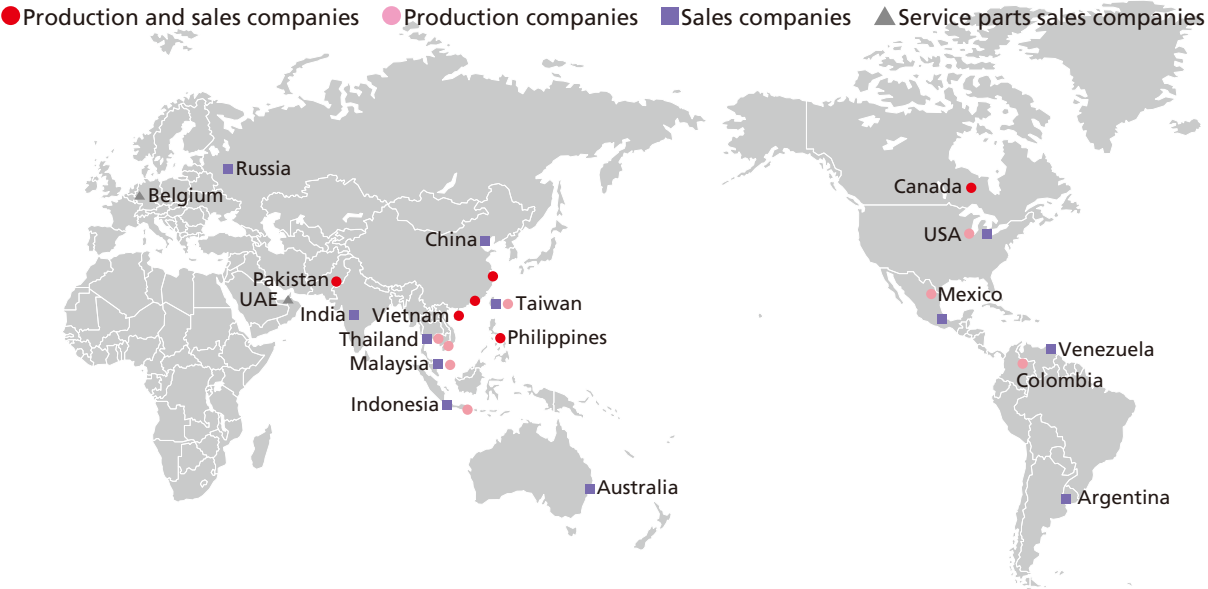 Production and sales companies Production companies Sales companies Service parts sales companies
Russia
Belgium
Canada
China
USA
Pakistan
UAE
Mexico
India
Vietnam
Taiwan
Thailand
Philippines
Malaysia
Venezuela
Colombia
Indonesia
Australia
Argentina